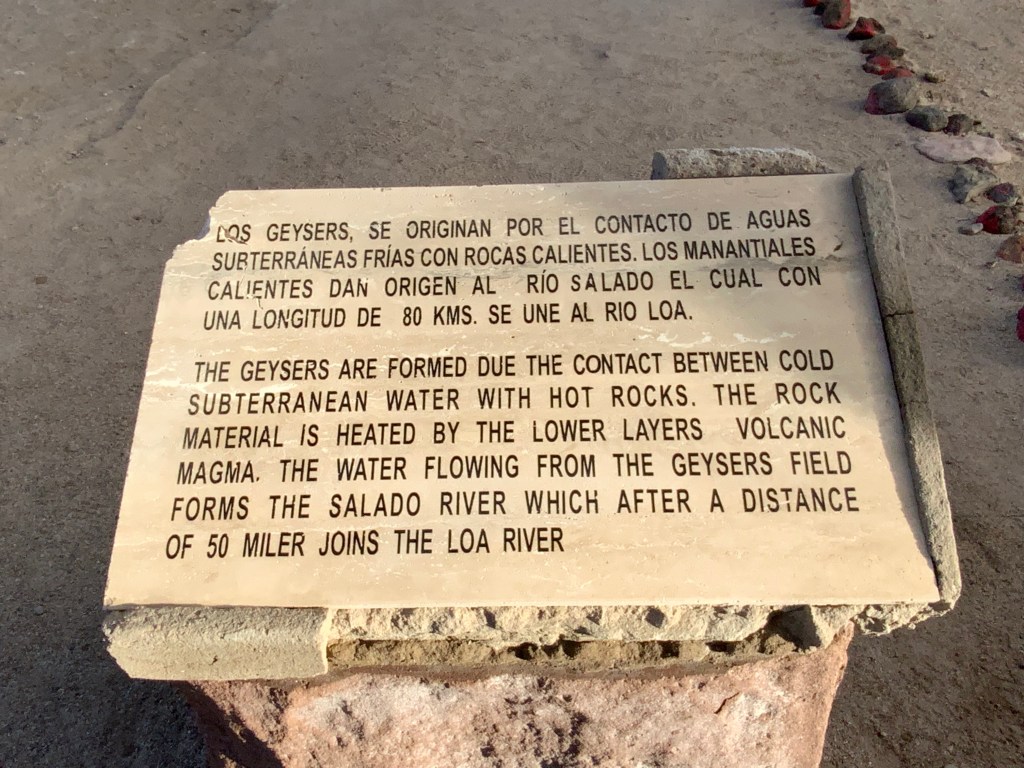 LOS GEYSERS, SE ORIGINAN POR EL CONTACTO DE AGUAS
SUBTERRÁNEAS FRÍAS CON ROCAS CALIENTES. LOS MANANTIALES
CALIENTES DAN ORIGEN AL RÍO SALADO EL CUAL CON
UNA LONGITUD DE 80 KMS. SE UNE AL RIO LOA.
THE GEYSERS ARE FORMED DUE THE CONTACT BETWEEN COLD
SUBTERRANEAN WATER WITH HOT ROCKS. THE ROCK
MATERIAL IS HEATED BY THE LOWER LAYERS VOLCANIC
MAGMA. THE WATER FLOWING FROM THE GEYSERS FIELD
FORMS THE SALADO RIVER WHICH AFTER A DISTANCE
OF 50 MILER JOINS THE LOA RIVER